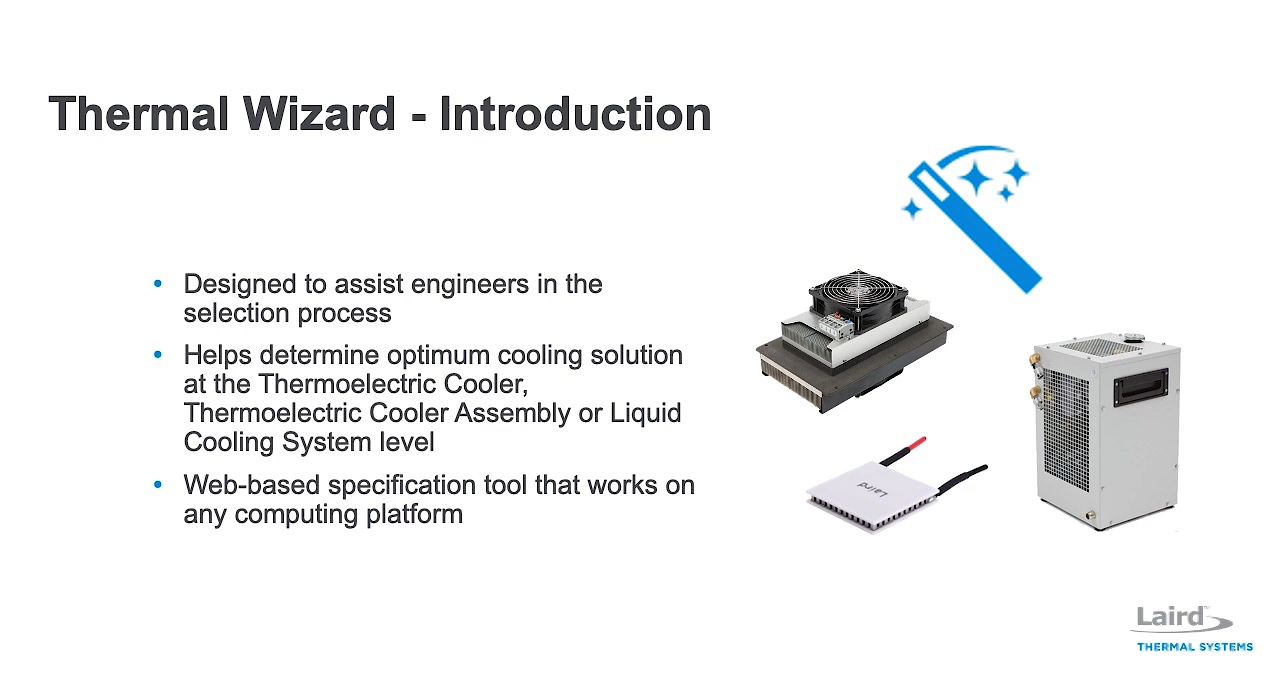 Thermal Wizard - Introduction
• Designed to assist engineers in the
selection process
• Helps determine optimum cooling solution
at the Thermoelectric Cooler,
Thermoelectric Cooler Assembly or Liquid
Cooling System level
• Web-based specification tool that works on
any computing platform
Laird
Laird™
THERMAL SYSTEMS